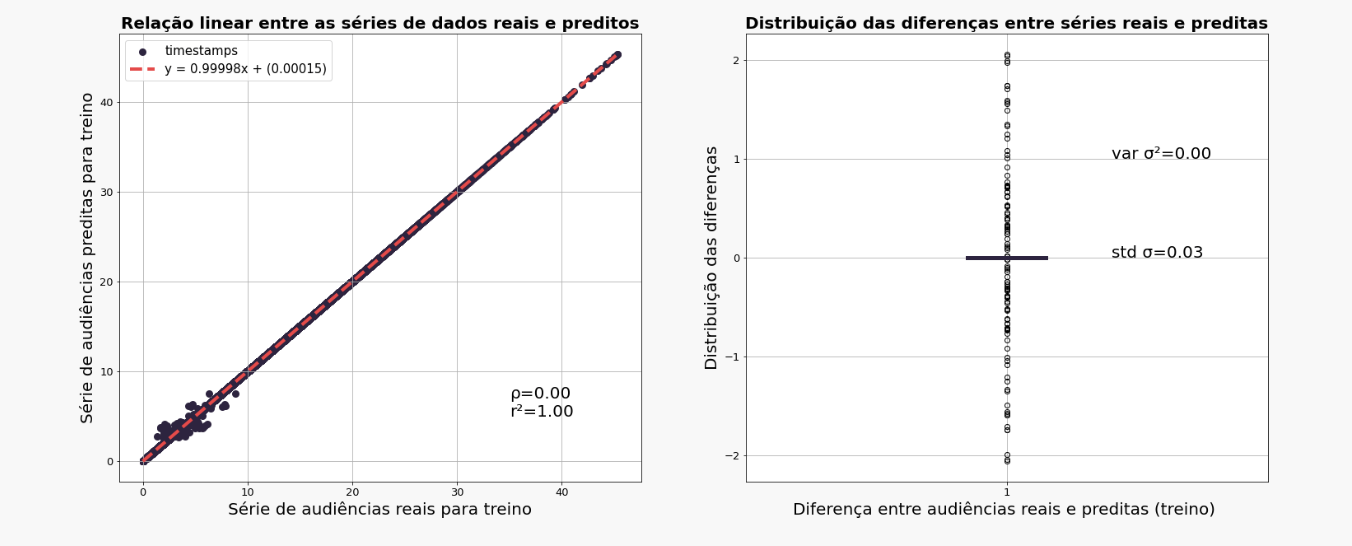 Relação linear entre as séries de dados reais e preditos
timestamps
y = 0.99998x + (0.00015)
Série de audiências preditas para treino
40
30
20
10
0
ρ=0.00
r²=1.00
0 10 20 30 40
Série de audiências reais para treino
Distribuição das diferenças entre séries reais e preditas
Distribuição das diferenças
2
1
0
−1
−2
var σ²=0.00
std σ=0.03
1
Diferença entre audiências reais e preditas (treino)